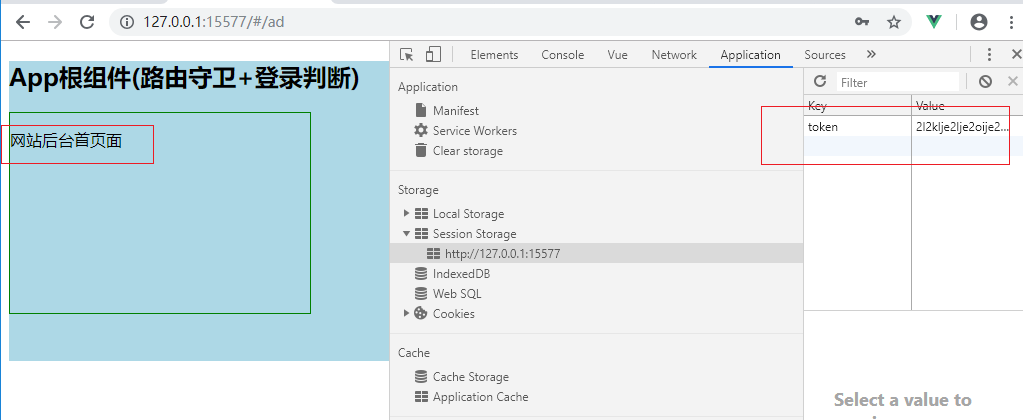 127.0.0.1:15577/#/ad
App根组件(路由守卫+登录判断)
网站后台首页面
Elements Console Vue Network Application Sources »
Application
Manifest
Service Workers
Clear storage
Storage
Local Storage
Session Storage
http://127.0.0.1:15577
IndexedDB
Web SQL
Cookies
Cache
Cache Storage
Application Cache
Filter
Key Value
token 2l2klje2lje2oije2...
Select a value to